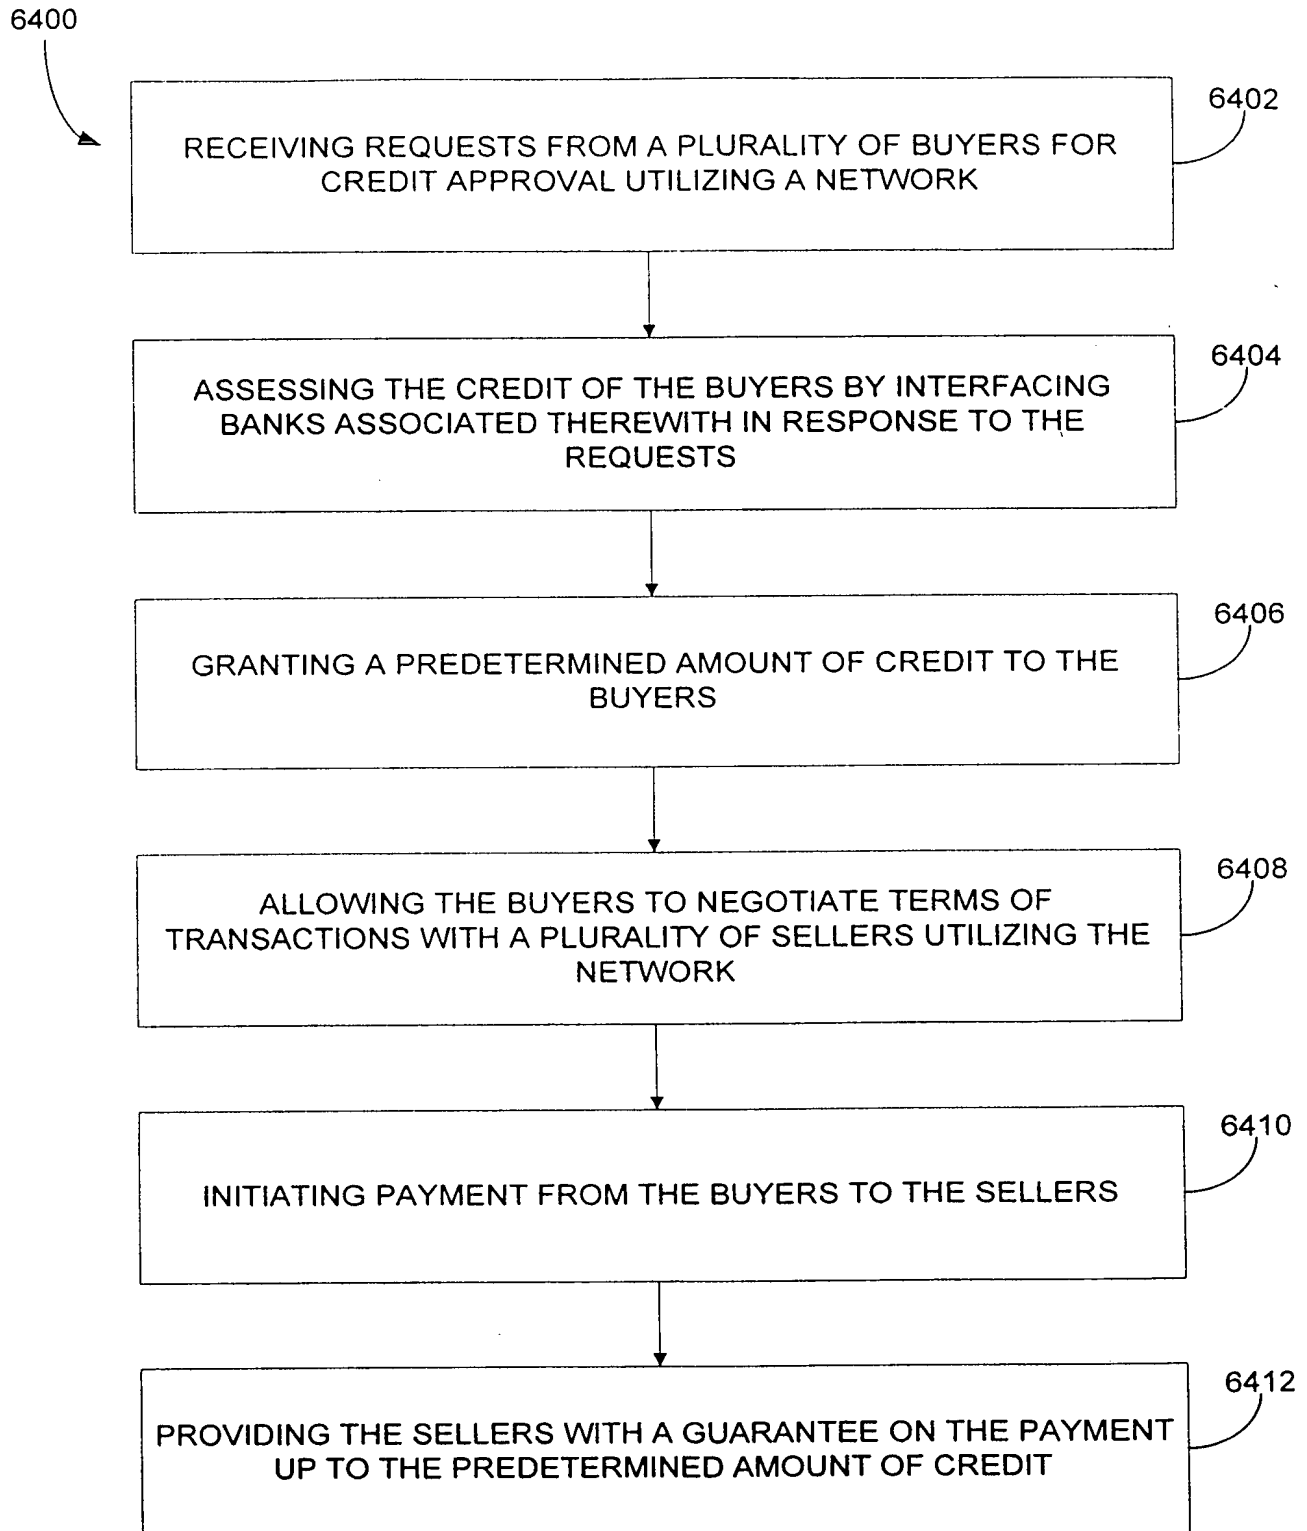 6400
6402
RECEIVING REQUESTS FROM A PLURALITY OF BUYERS FOR
CREDIT APPROVAL UTILIZING A NETWORK
6404
ASSESSING THE CREDIT OF THE BUYERS BY INTERFACING
BANKS ASSOCIATED THEREWITH IN RESPONSE TO THE
REQUESTS
6406
GRANTING A PREDETERMINED AMOUNT OF CREDIT TO THE
BUYERS
6408
ALLOWING THE BUYERS TO NEGOTIATE TERMS OF
TRANSACTIONS WITH A PLURALITY OF SELLERS UTILIZING THE
NETWORK
6410
INITIATING PAYMENT FROM THE BUYERS TO THE SELLERS
6412
PROVIDING THE SELLERS WITH A GUARANTEE ON THE PAYMENT
UP TO THE PREDETERMINED AMOUNT OF CREDIT